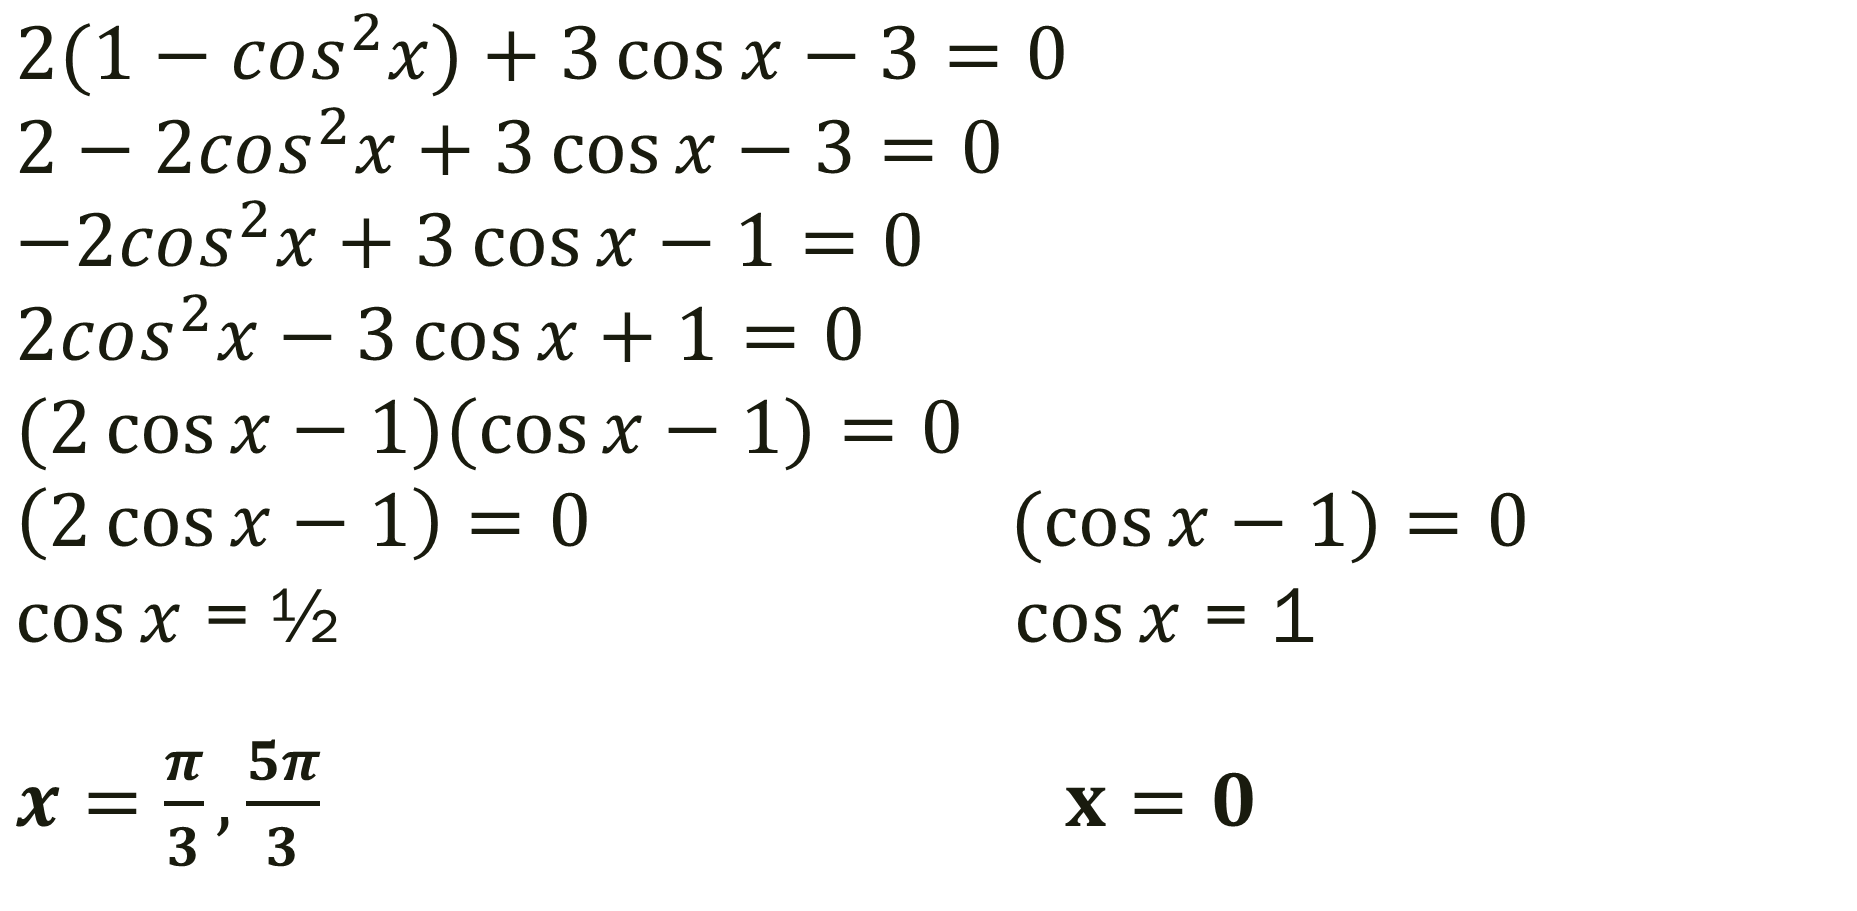 2(1 − cos²x) + 3 cos x − 3 = 0
2 − 2cos²x + 3 cos x − 3 = 0
−2cos²x + 3 cos x − 1 = 0
2cos²x − 3 cos x + 1 = 0
(2 cos x − 1)(cos x − 1) = 0
(2 cos x − 1) = 0 (cos x − 1) = 0
cos x = ½ cos x = 1
x = π/3, 5π/3 x = 0